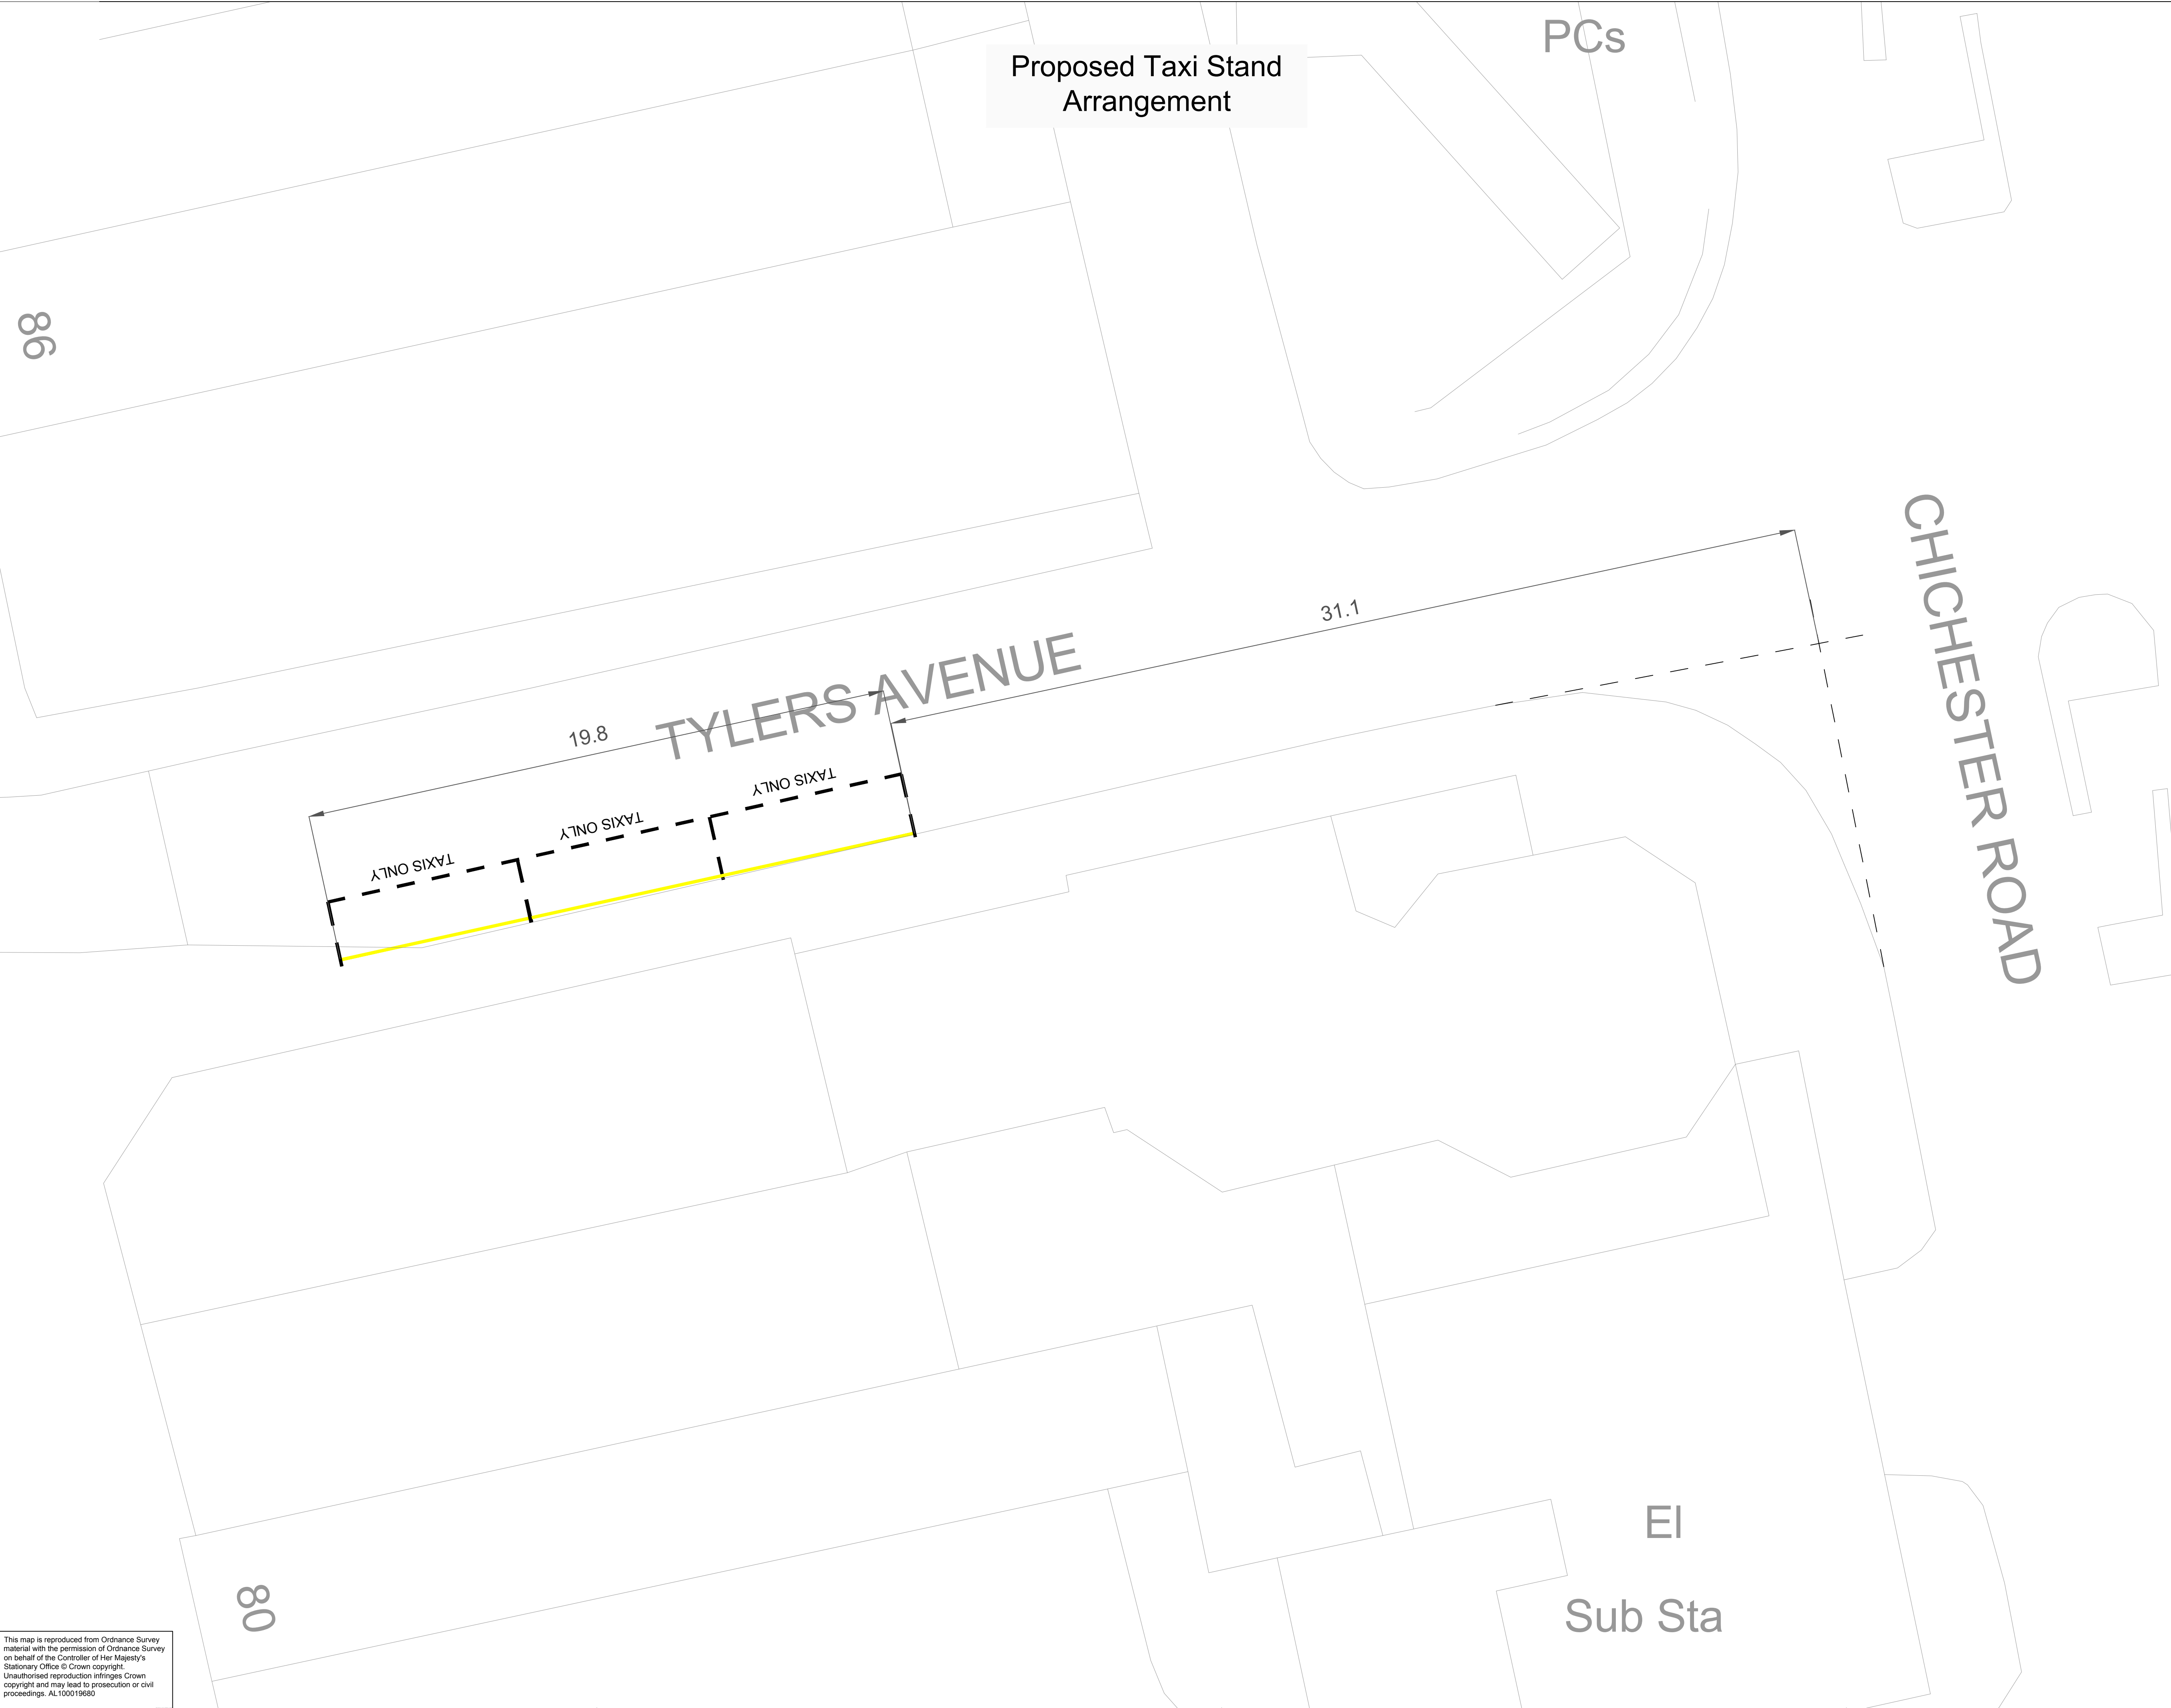 PCs
Proposed Taxi Stand
Arrangement
86
CHICHESTER ROAD
31.1
TYLERS AVENUE
19.8
TAXIS ONLY
TAXIS ONLY
TAXIS ONLY
El
Sub Sta
80
This map is reproduced from Ordnance Survey
material with the permission of Ordnance Survey
on behalf of the Controller of Her Majesty's
Stationary Office © Crown copyright.
Unauthorised reproduction infringes Crown
copyright and may lead to prosecution or civil
proceedings. AL100019680